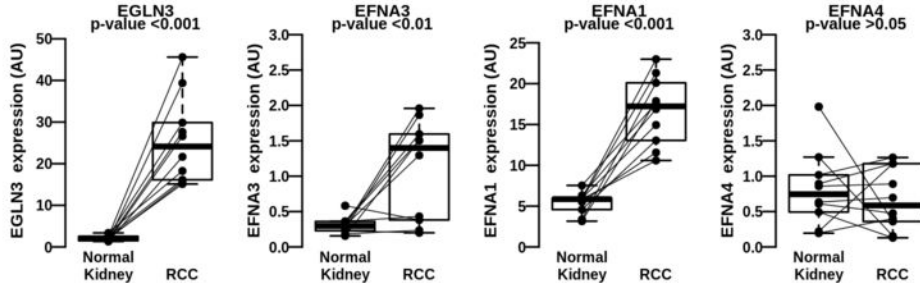 EGLN3
p-value <0.001
EGLN3 expression (AU)
50
40
30
20
10
0
Normal
Kidney
RCC
EFNA3
p-value <0.01
EFNA3 expression (AU)
3.0
2.5
2.0
1.5
1.0
0.5
0.0
Normal
Kidney
RCC
EFNA1
p-value <0.001
EFNA1 expression (AU)
25
20
15
10
5
0
Normal
Kidney
RCC
EFNA4
p-value >0.05
EFNA4 expression (AU)
3.0
2.5
2.0
1.5
1.0
0.5
0.0
Normal
Kidney
RCC